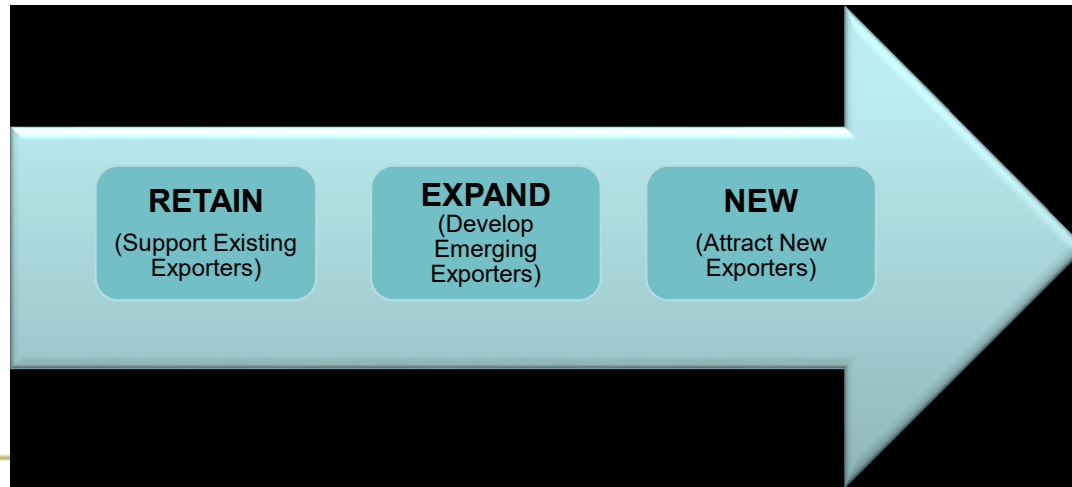 RETAIN
(Support Existing
Exporters)
EXPAND
(Develop
Emerging
Exporters)
NEW
(Attract New
Exporters)